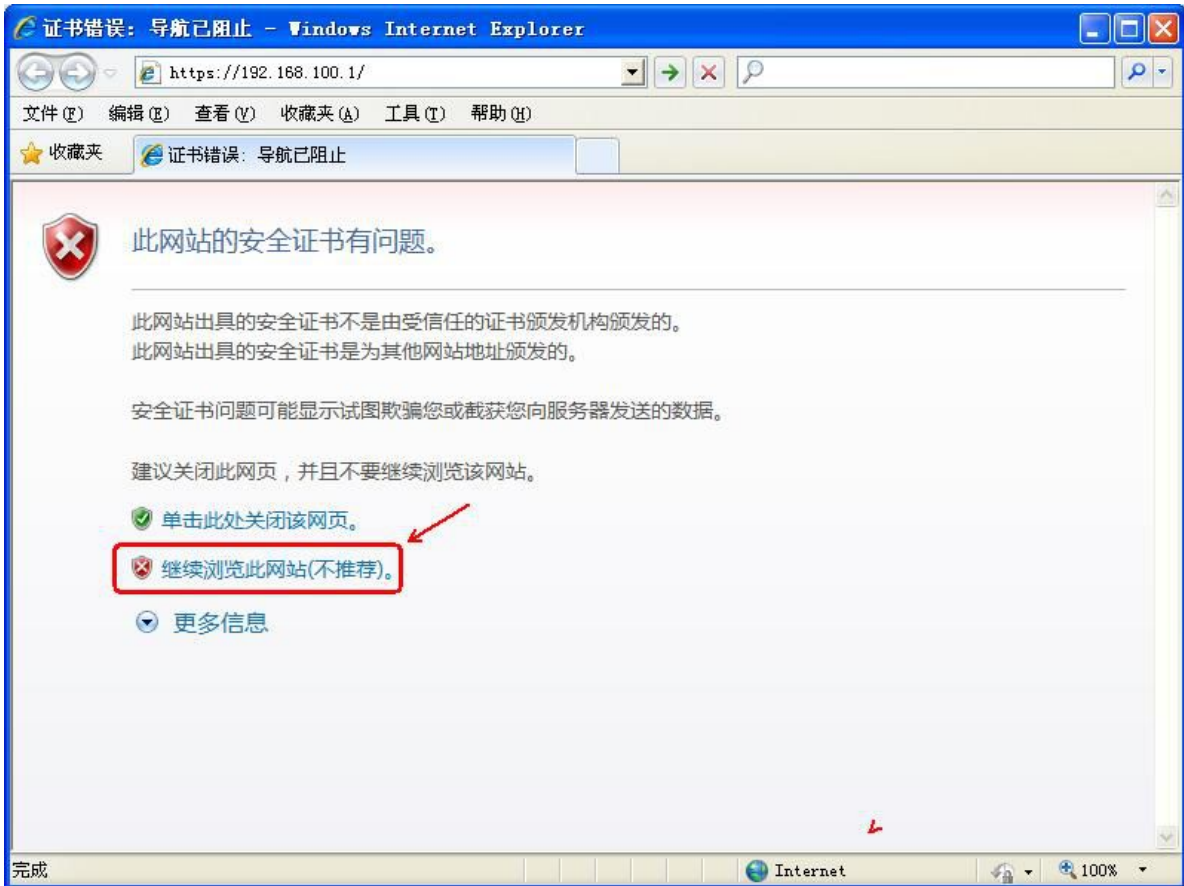 证书错误: 导航已阻止 - Windows Internet Explorer
https://192.168.100.1/
文件(F) 编辑(E) 查看(V) 收藏夹(A) 工具(T) 帮助(H)
收藏夹 证书错误: 导航已阻止
此网站的安全证书有问题。
此网站出具的安全证书不是由受信任的证书颁发机构颁发的。
此网站出具的安全证书是为其他网站地址颁发的。
安全证书问题可能显示试图欺骗您或截获您向服务器发送的数据。
建议关闭此网页，并且不要继续浏览该网站。
单击此处关闭该网页。
继续浏览此网站(不推荐)。
更多信息
完成 Internet 100%